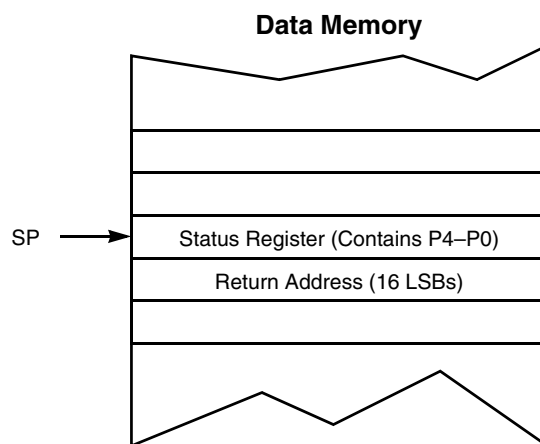 Data Memory
SP
Status Register (Contains P4–P0)
Return Address (16 LSBs)